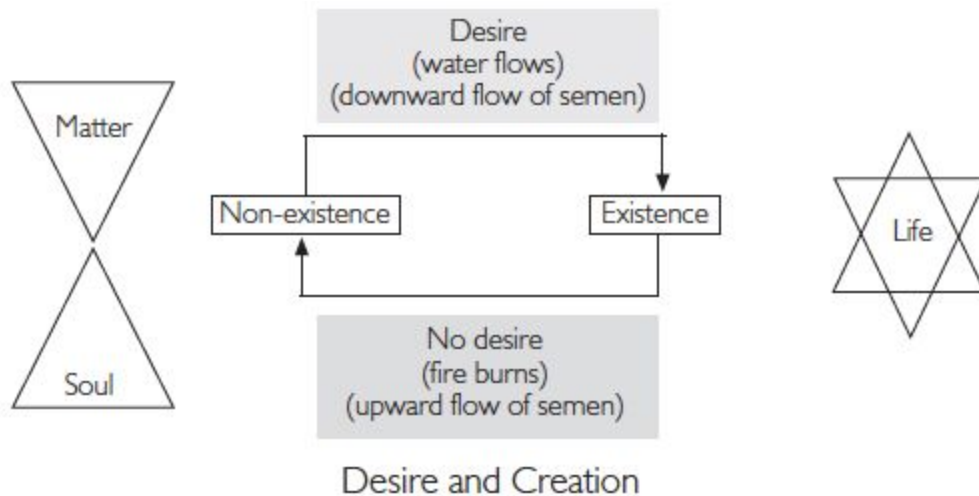 Desire
(water flows)
(downward flow of semen)
Matter
Non-existence
Existence
Life
Soul
No desire
(fire burns)
(upward flow of semen)
Desire and Creation